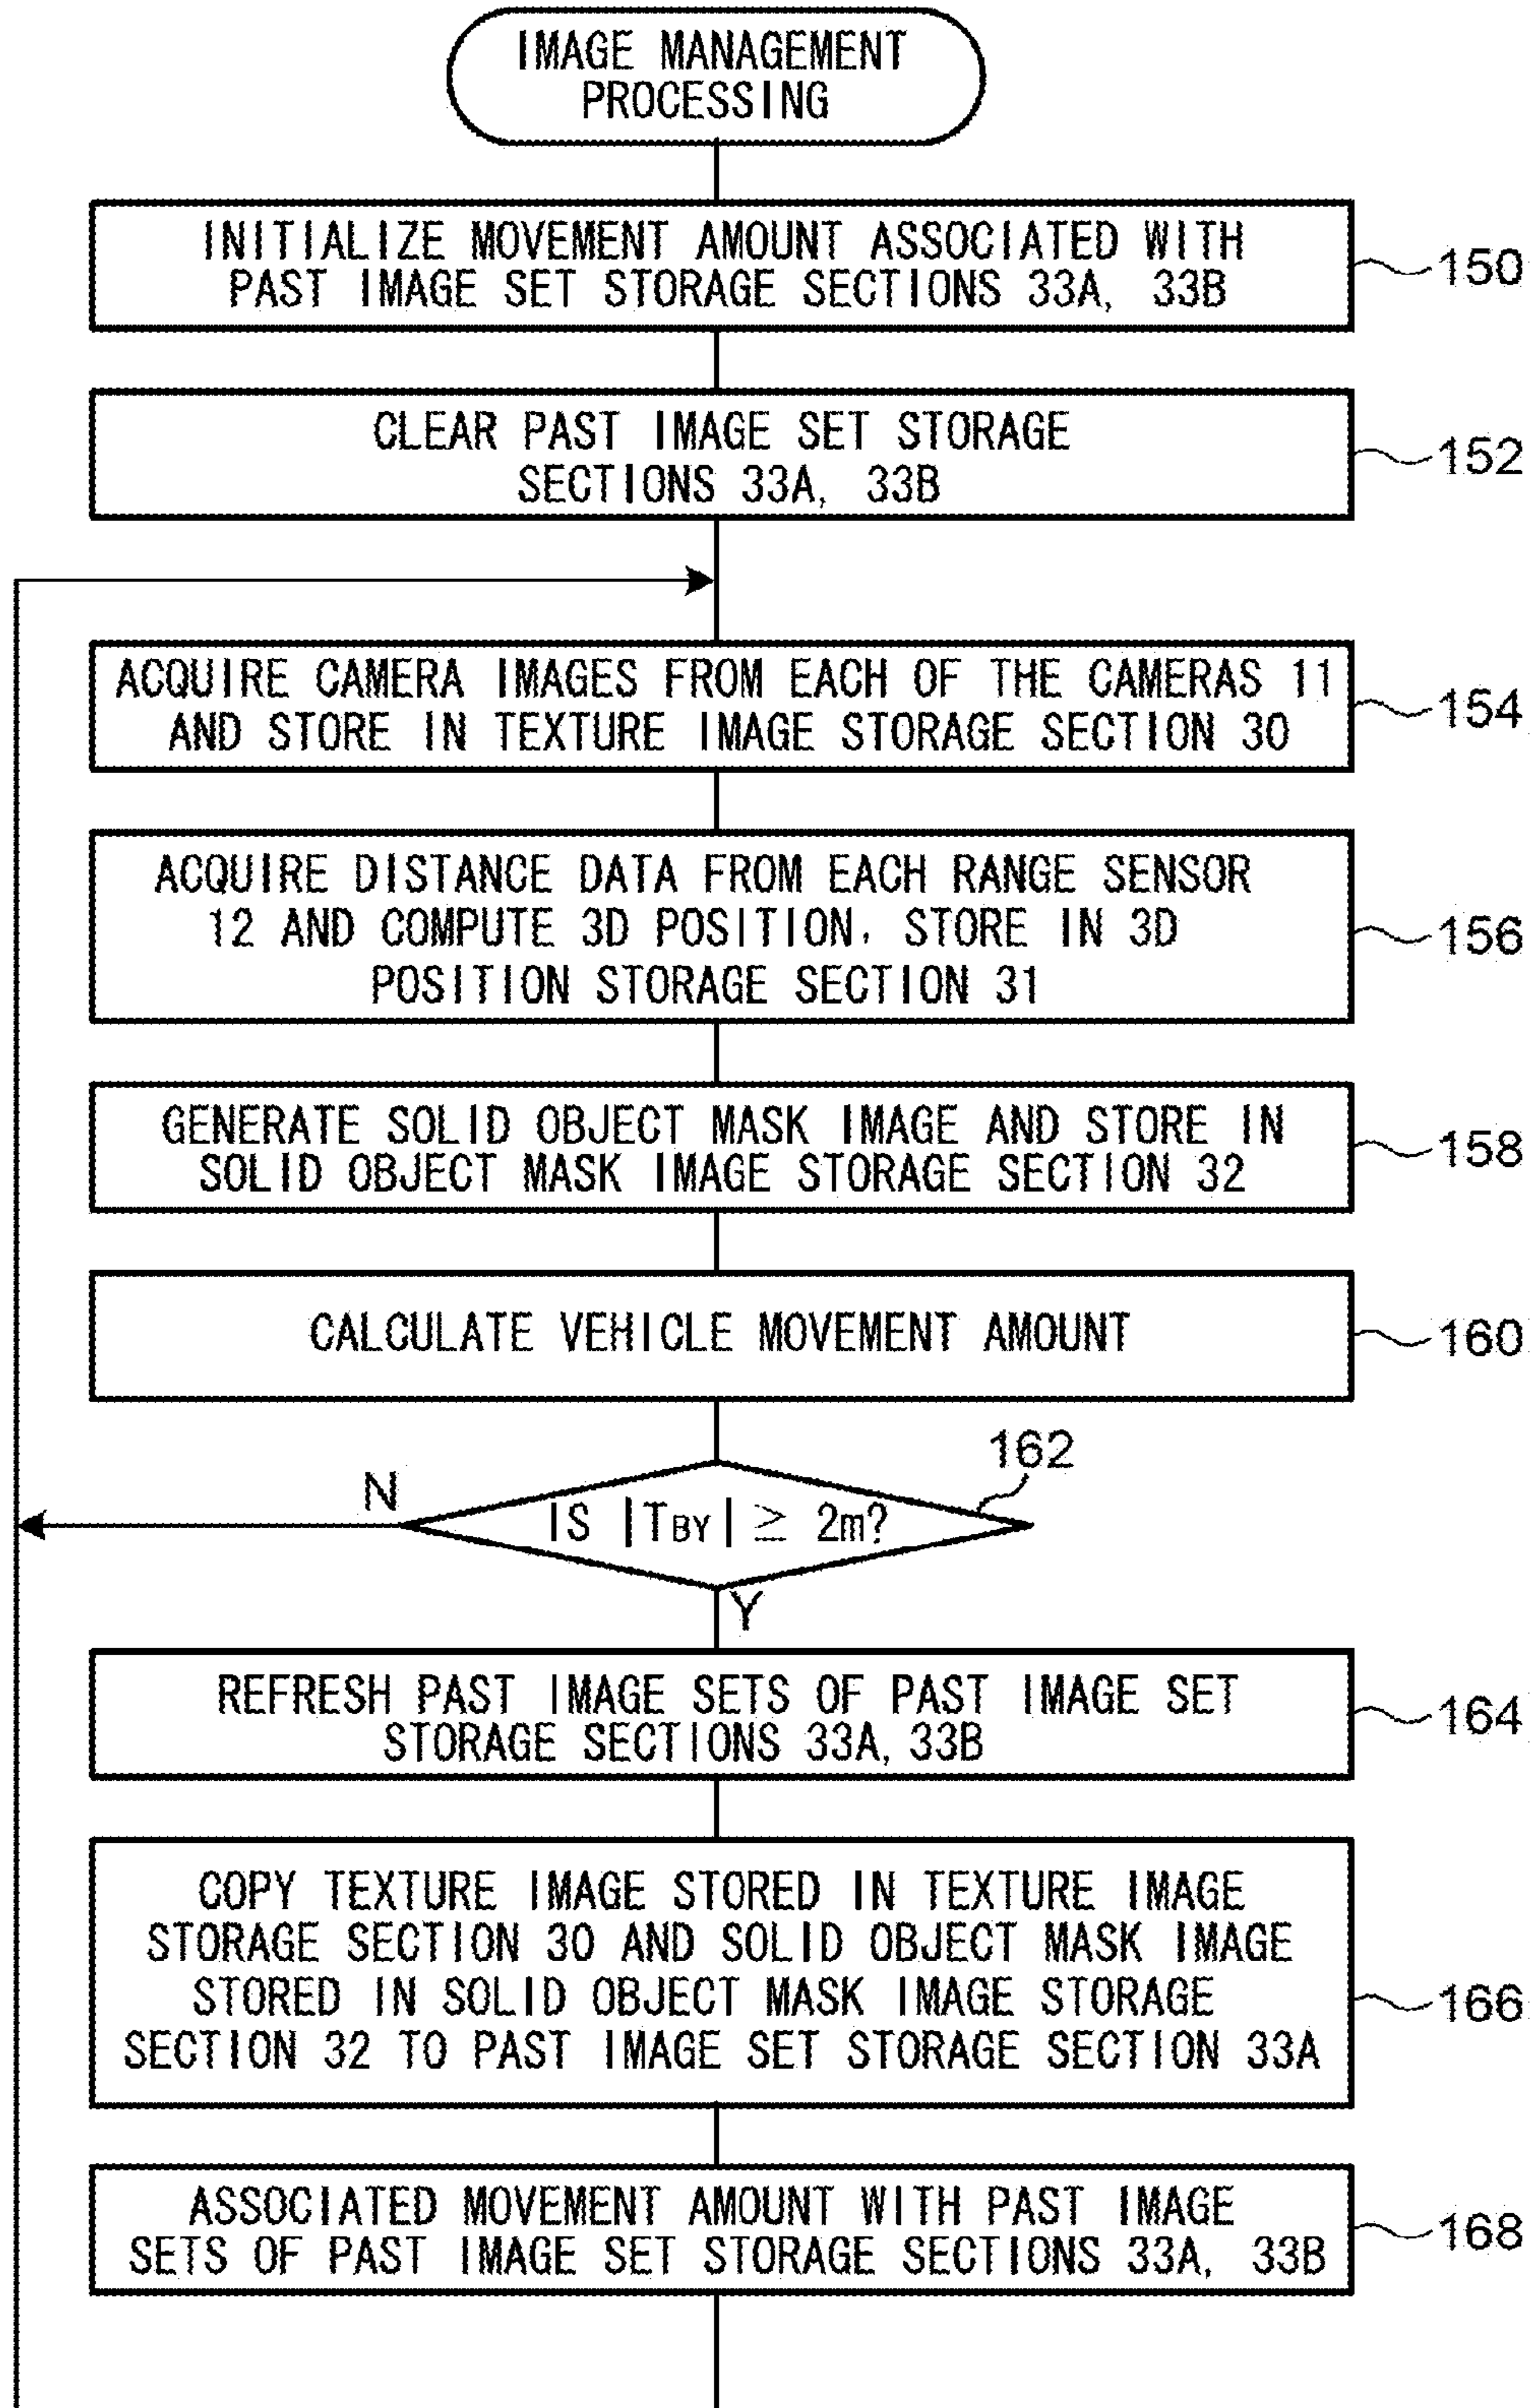 IMAGE MANAGEMENT
PROCESSING
INITIALIZE MOVEMENT AMOUNT ASSOCIATED WITH
PAST IMAGE SET STORAGE SECTIONS 33A, 33B
150
CLEAR PAST IMAGE SET STORAGE
SECTIONS 33A, 33B
152
ACQUIRE CAMERA IMAGES FROM EACH OF THE CAMERAS 11
AND STORE IN TEXTURE IMAGE STORAGE SECTION 30
154
ACQUIRE DISTANCE DATA FROM EACH RANGE SENSOR
12 AND COMPUTE 3D POSITION, STORE IN 3D
POSITION STORAGE SECTION 31
156
GENERATE SOLID OBJECT MASK IMAGE AND STORE IN
SOLID OBJECT MASK IMAGE STORAGE SECTION 32
158
CALCULATE VEHICLE MOVEMENT AMOUNT
160
162
N
IS |TBY| ≧ 2m?
Y
REFRESH PAST IMAGE SETS OF PAST IMAGE SET
STORAGE SECTIONS 33A, 33B
164
COPY TEXTURE IMAGE STORED IN TEXTURE IMAGE
STORAGE SECTION 30 AND SOLID OBJECT MASK IMAGE
STORED IN SOLID OBJECT MASK IMAGE STORAGE
SECTION 32 TO PAST IMAGE SET STORAGE SECTION 33A
166
ASSOCIATED MOVEMENT AMOUNT WITH PAST IMAGE
SETS OF PAST IMAGE SET STORAGE SECTIONS 33A, 33B
168